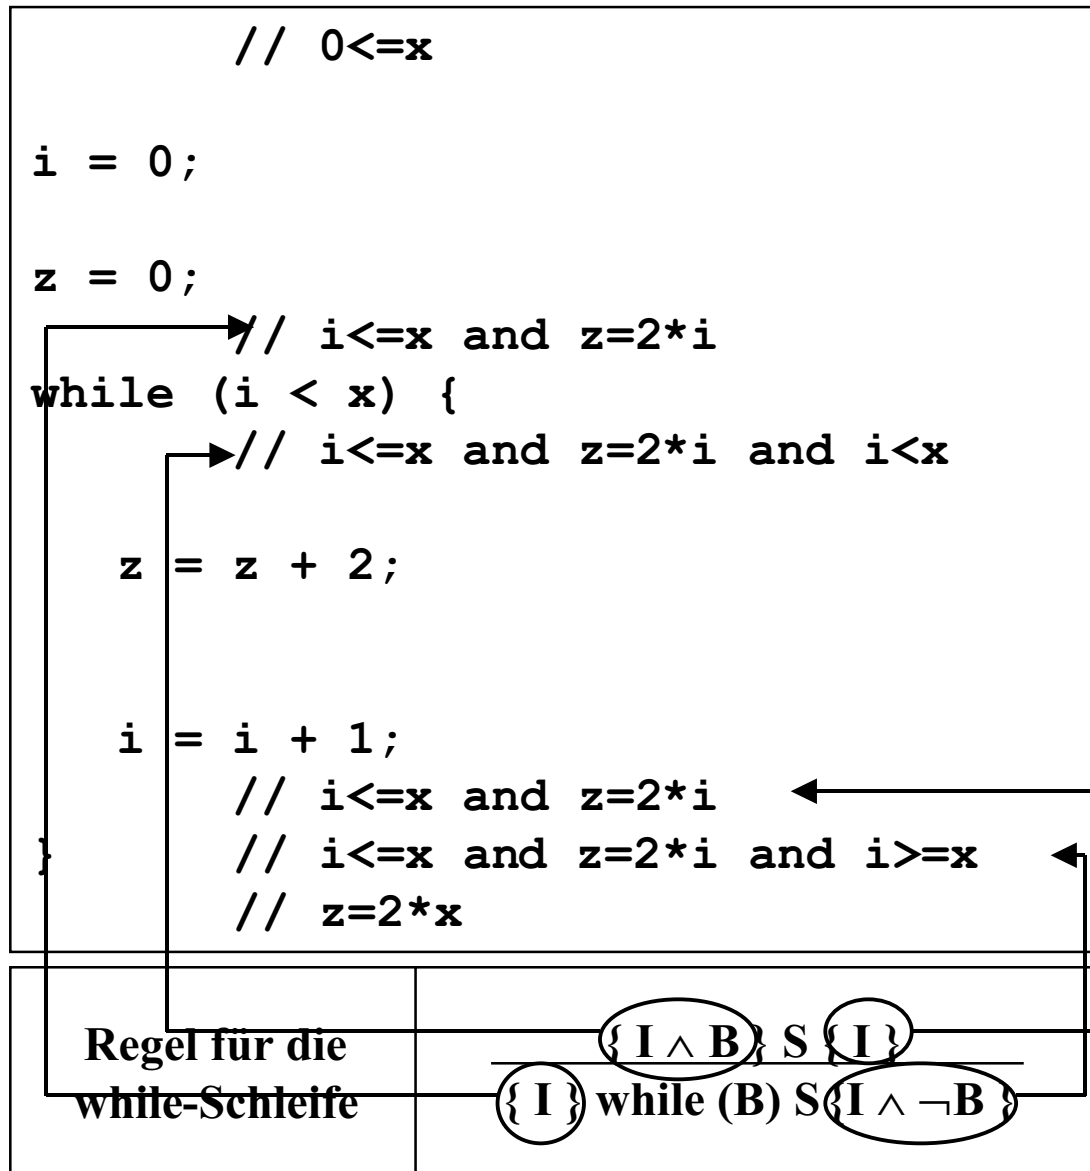 // 0<=x
i = 0;
z = 0;
// i<=x and z=2*i
while (i < x) {
// i<=x and z=2*i and i<x
z = z + 2;
i = i + 1;
// i<=x and z=2*i
} // i<=x and z=2*i and i>=x
// z=2*x
Regel für die
while-Schleife
{ I ∧ B } S { I }
{ I } while (B) S{I ∧ ¬B }